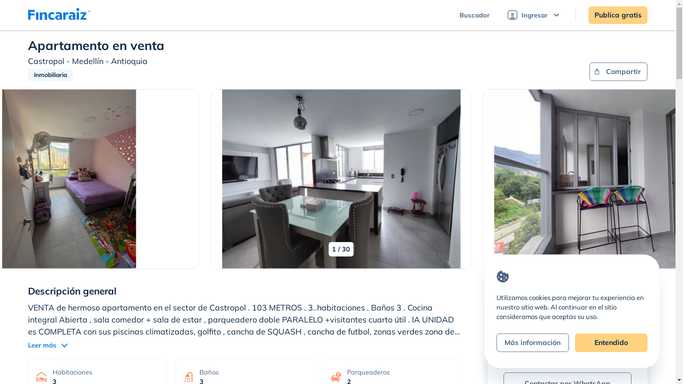 Fincaraiz
Buscador
Ingresar
Publica gratis
Apartamento en venta
Castropol - Medellín - Antioquia
Inmobiliaria
Compartir
1 / 30
Descripción general
VENTA de hermoso apartamento en el sector de Castropol . 103 METROS . 3..habitaciones . Baños 3 . Cocina
integral Abierta , sala comedor + sala de estar , parqueadero doble PARALELO +visitantes cuarto útil . lA UNIDAD
es COMPLETA con sus piscinas climatizadas, golfito , cancha de SQUASH , cancha de futbol, zonas verdes zona de...
Leer más
Habitaciones
3
Baños
3
Parqueaderos
2
Utilizamos cookies para mejorar tu experiencia en
nuestro sitio web. Al continuar en el sitio
consideramos que aceptas su uso.
Más información
Entendido
Contactar por WhatsApp